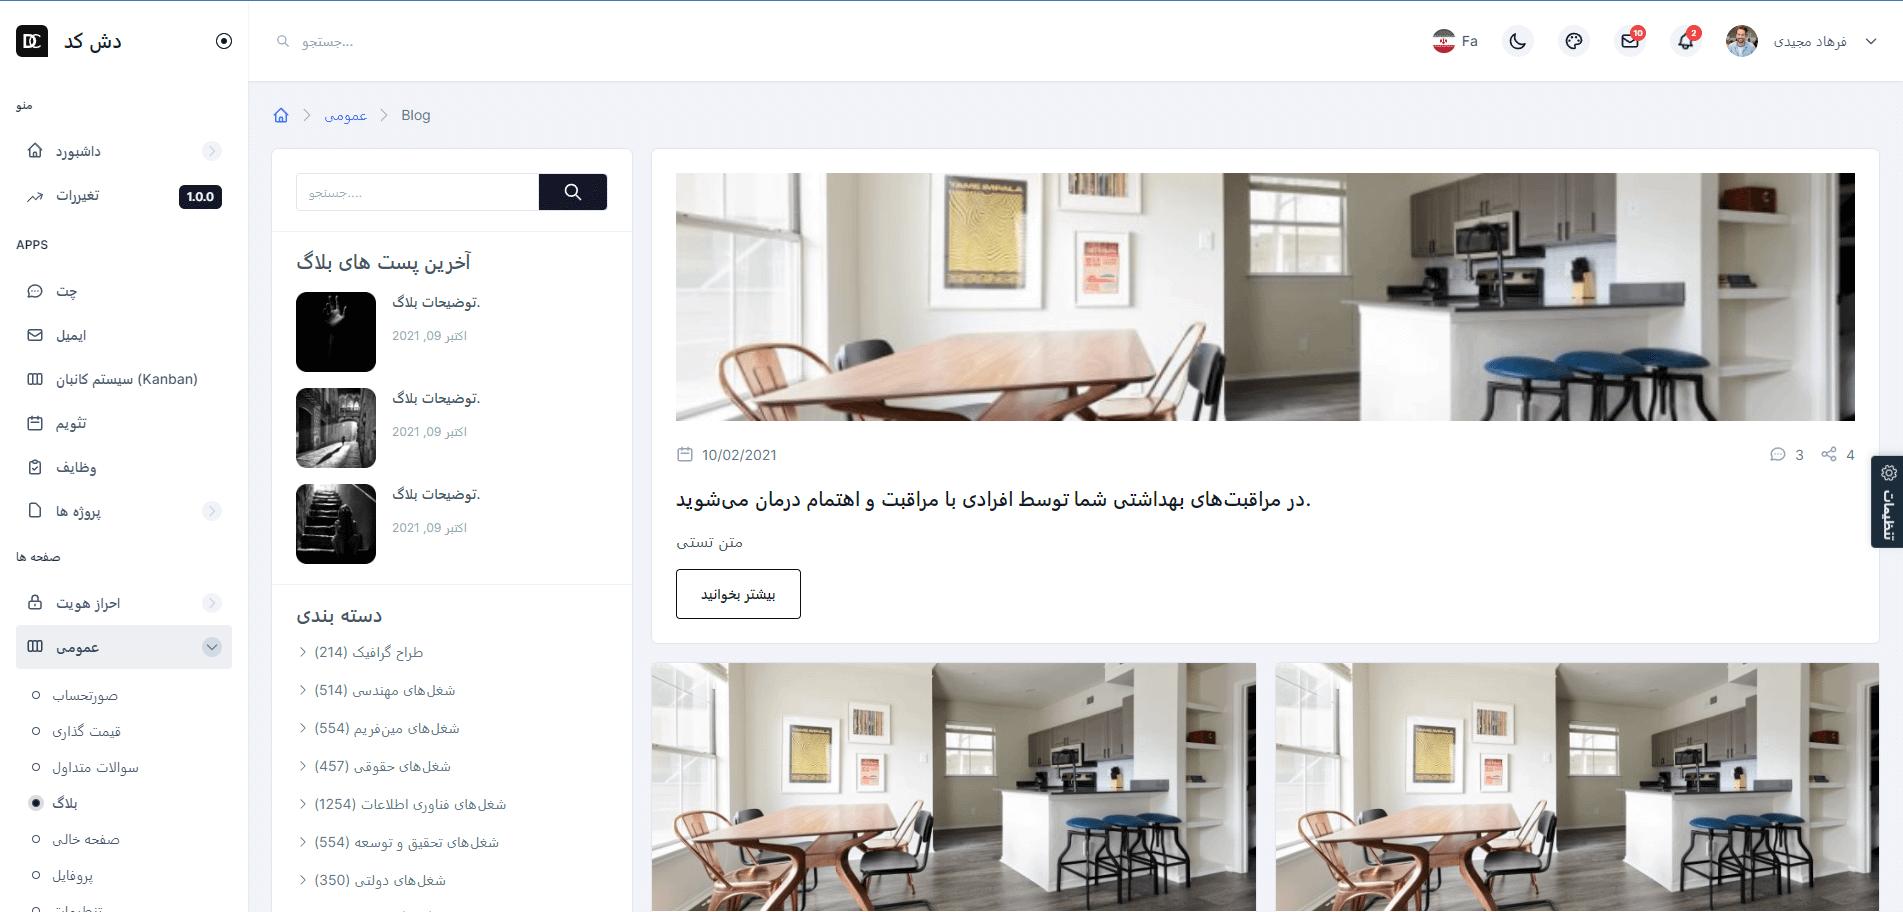 دش کد
جستجو...
Fa
10
2
فرهاد مجیدی
منو
داشبورد
تغییرات
1.0.0
APPS
چت
ایمیل
سیستم کانبان (Kanban)
تئویم
وظایف
پروژه ها
صفحه ها
احراز هویت
عمومی
صورتحساب
قیمت گذاری
سوالات متداول
بلاگ
صفحه خالی
پروفایل
عمومی
Blog
جستجو....
آخرین پست های بلاگ
توضیحات بلاگ.
اکتبر 09, 2021
توضیحات بلاگ.
اکتبر 09, 2021
توضیحات بلاگ.
اکتبر 09, 2021
دسته بندی
طراح گرافیک (214)
شغل‌های مهندسی (514)
شغل‌های مین‌فریم (554)
شغل‌های حقوقی (457)
شغل‌های فناوری اطلاعات (1254)
شغل‌های تحقیق و توسعه (554)
شغل‌های دولتی (350)
TAME IMPALA
10/02/2021
3
4
در مراقبت‌های بهداشتی شما توسط افرادی با مراقبت و اهتمام درمان می‌شوید.
متن تستی
بیشتر بخوانید
تنظیمات